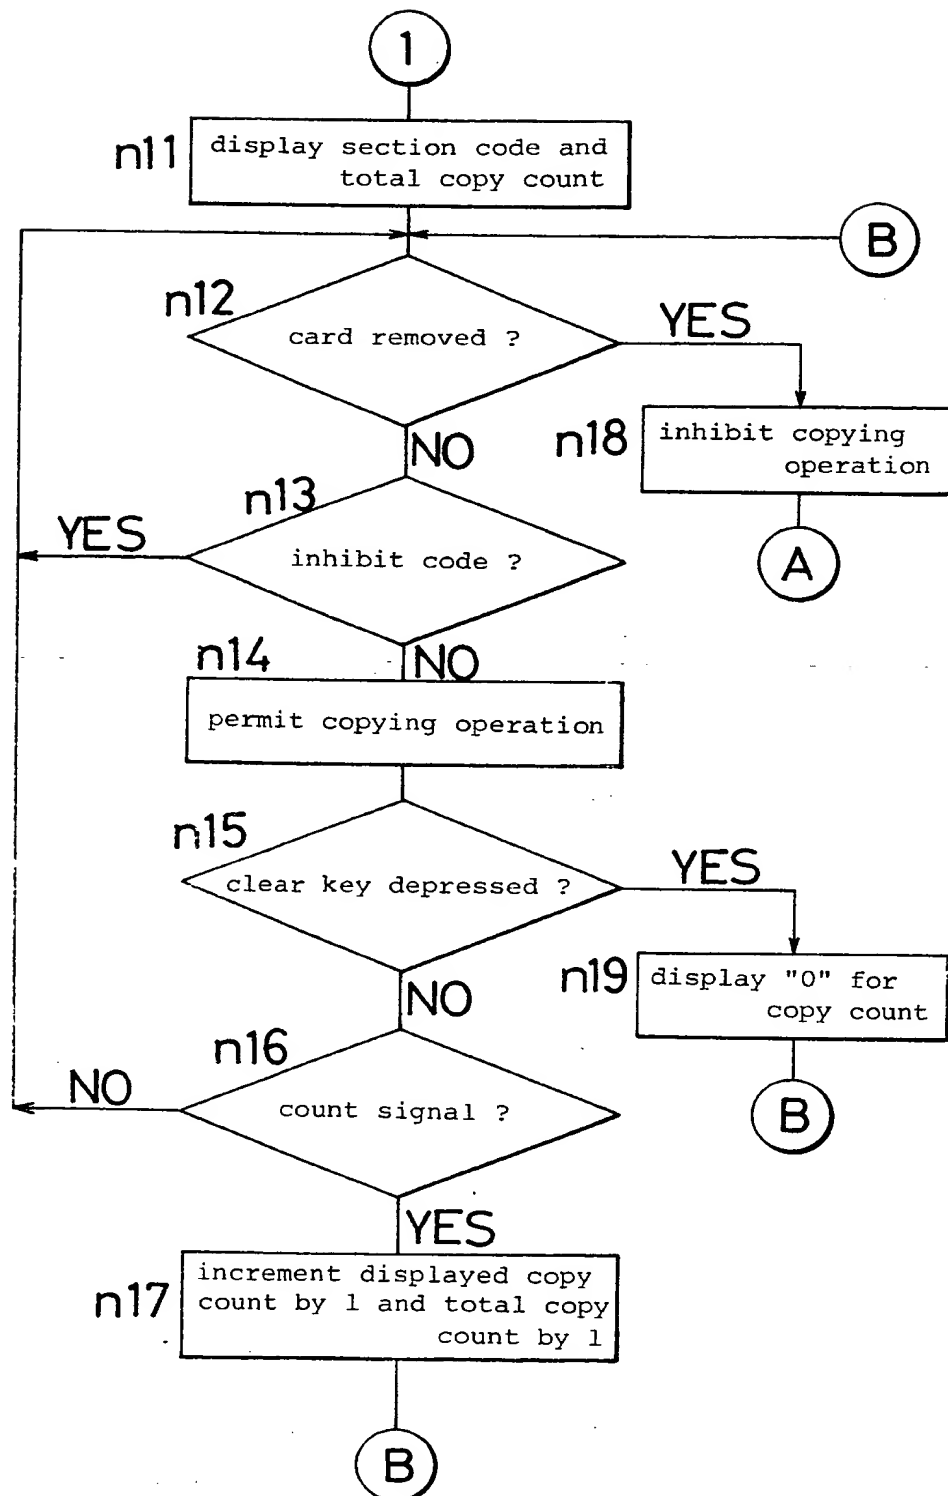 1
n11
display section code and
total copy count
B
n12
card removed ?
YES
n18
inhibit copying
operation
NO
A
n13
YES
inhibit code ?
NO
n14
permit copying operation
n15
clear key depressed ?
YES
n19
display "0" for
copy count
NO
B
n16
NO
count signal ?
YES
n17
increment displayed copy
count by 1 and total copy
count by 1
B